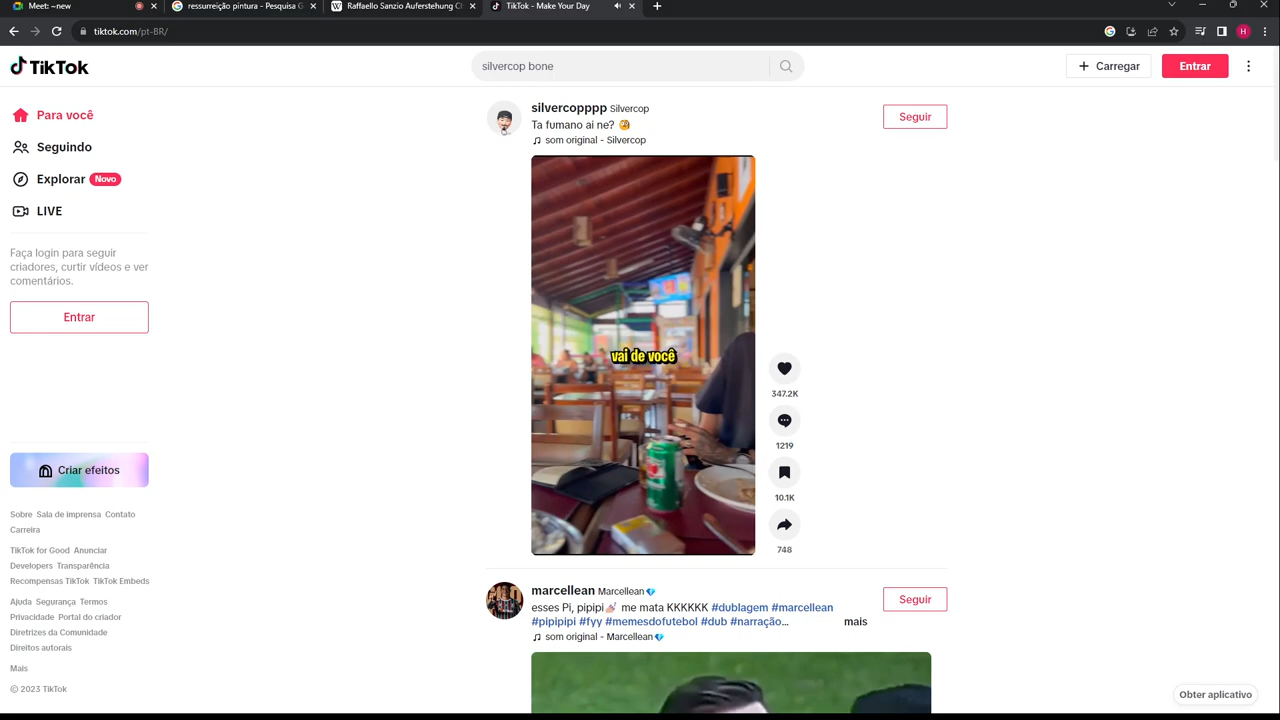 Meet: ~new
ressurreição pintura - Pesquisa G
Raffaello Sanzio Auferstehung Ch
TikTok - Make Your Day
tiktok.com/pt-BR/
H
TikTok
silvercop bone
Carregar
Entrar
Para você
Seguindo
Explorar Novo
LIVE
Faça login para seguir
criadores, curtir vídeos e ver
comentários.
Entrar
Criar efeitos
Sobre Sala de imprensa Contato
Carreira
TikTok for Good Anunciar
Developers Transparência
Recompensas TikTok TikTok Embeds
Ajuda Segurança Termos
Privacidade Portal do criador
Diretrizes da Comunidade
Direitos autorais
Mais
© 2023 TikTok
silvercopppp Silvercop
Ta fumano ai ne? 🧐
som original - Silvercop
Seguir
vai de você
347.2K
1219
10.1K
748
marcellean Marcellean💎
esses Pi, pipipi💅🏻 me mata KKKKKK #dublagem #marcellean
#pipipipi #fyy #memesdofutebol #dub #narração... mais
som original - Marcellean💎
Seguir
Obter aplicativo